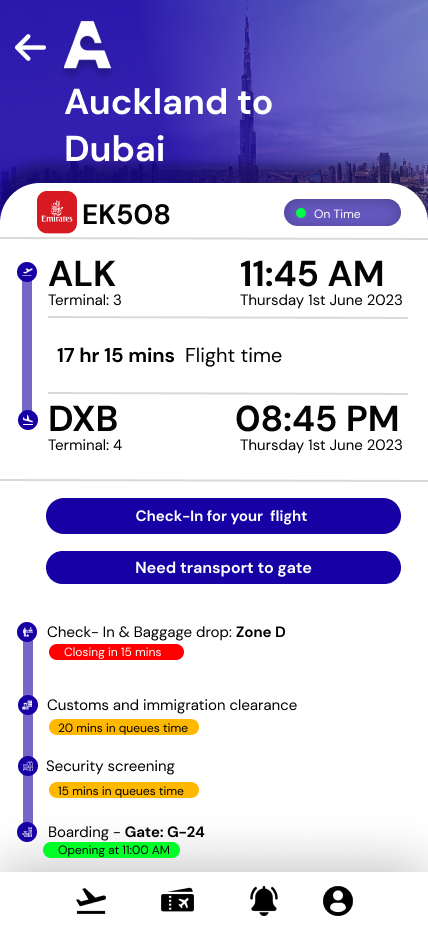 Auckland to
Dubai
Emirates
EK508
On Time
ALK
11:45 AM
Terminal: 3
Thursday 1st June 2023
17 hr 15 mins Flight time
DXB
08:45 PM
Terminal: 4
Thursday 1st June 2023
Check-In for your flight
Need transport to gate
Check- In & Baggage drop: Zone D
Closing in 15 mins
Customs and immigration clearance
20 mins in queues time
Security screening
15 mins in queues time
Boarding - Gate: G-24
Opening at 11:00 AM